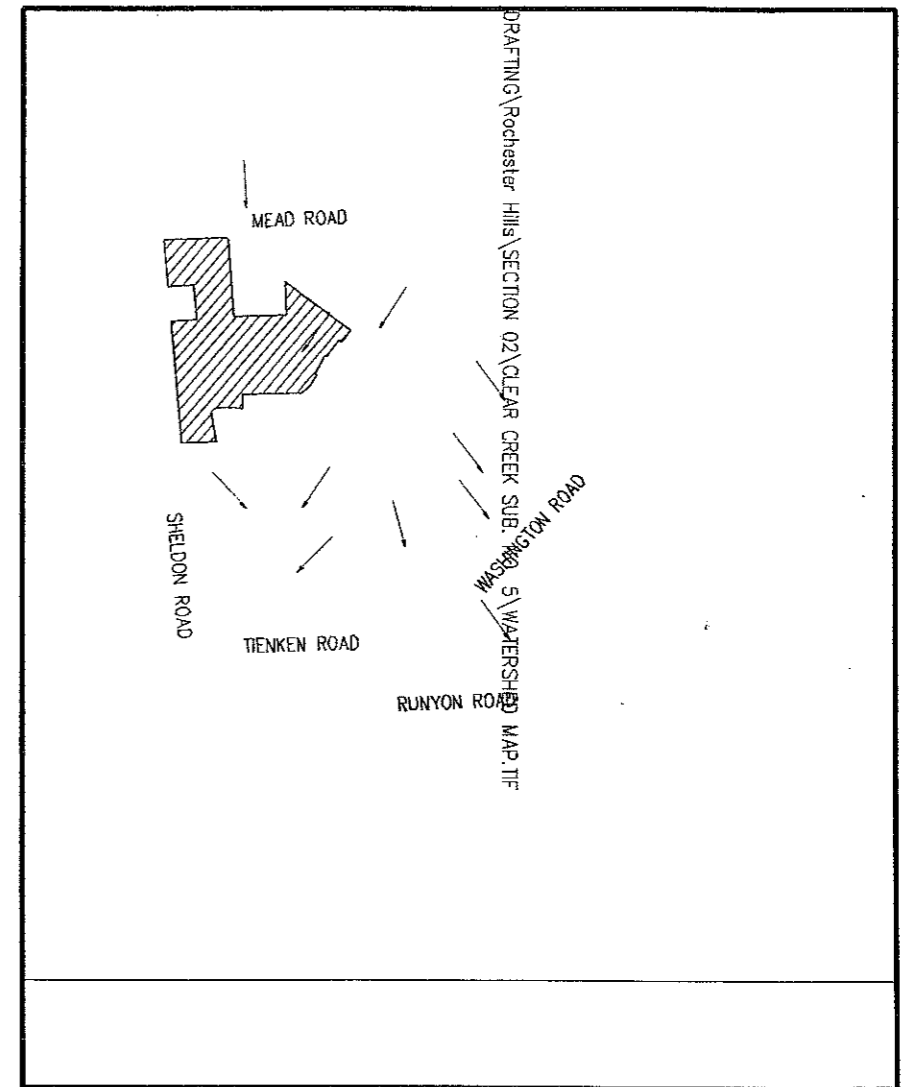 DRAFTING\Rochester Hills\SECTION 02\CLEAR CREEK SUB. NO 5\WATERSHED MAP.TIF
MEAD ROAD
WASHINGTON ROAD
SHELDON ROAD
TIENKEN ROAD
RUNYON ROAD